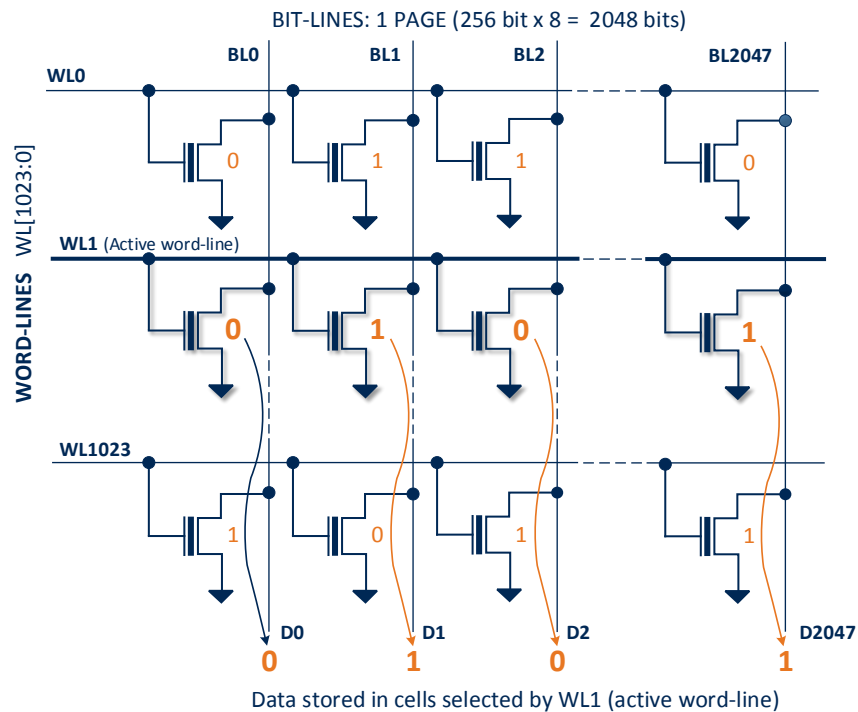 BIT-LINES: 1 PAGE (256 bit x 8 = 2048 bits)
BL0 BL1 BL2 BL2047
WL0
0 1 1 0
WORD-LINES WL[1023:0]
WL1 (Active word-line)
0 1 0 1
WL1023
1 0 1 1
D0 D1 D2 D2047
0 1 0 1
Data stored in cells selected by WL1 (active word-line)